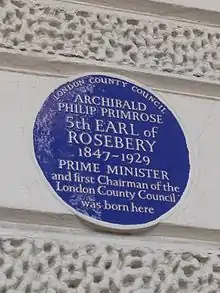 LONDON COUNTY COUNCIL
ARCHIBALD
PHILIP PRIMROSE
5th EARL of
ROSEBERY
1847-1929
PRIME MINISTER
and first Chairman of the
London County Council
was born here